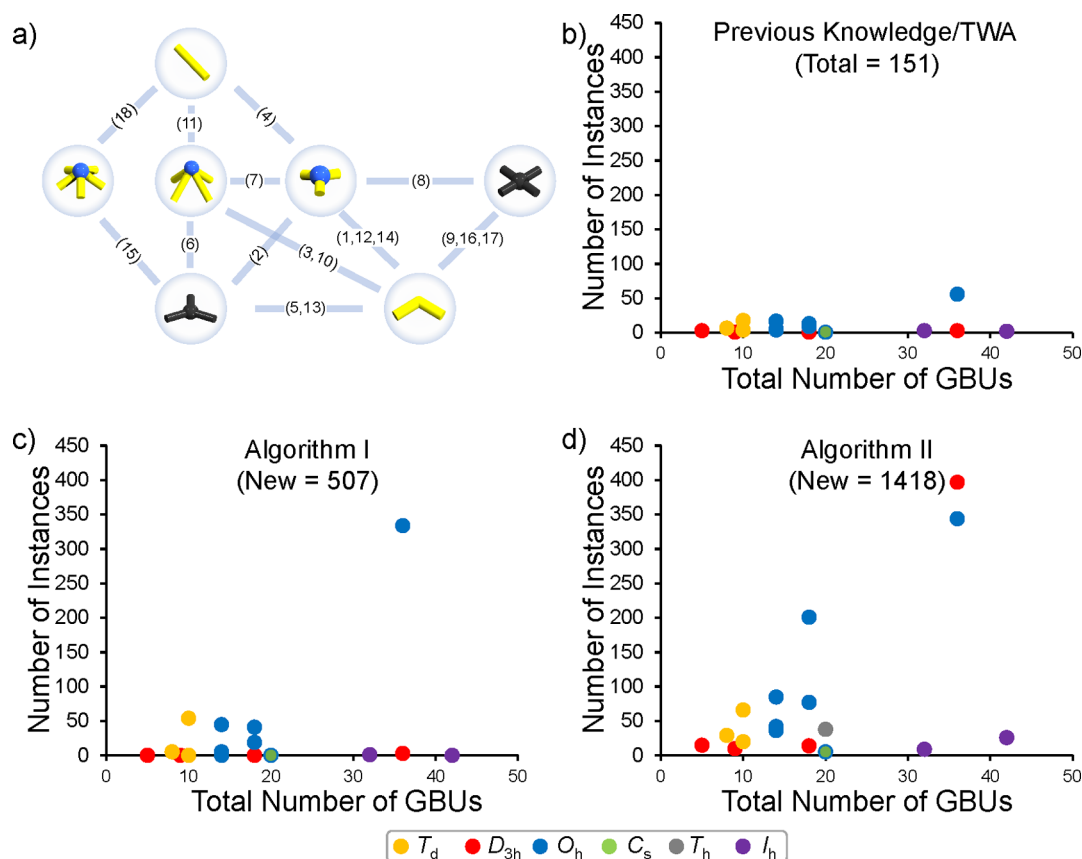 a)
(18)
(11)
(4)
(7)
(8)
(15)
(6)
(2)
(3,10)
(1,12,14)
(9,16,17)
(5,13)
b)
Previous Knowledge/TWA
(Total = 151)
Number of Instances
450
400
350
300
250
200
150
100
50
0
0 10 20 30 40 50
Total Number of GBUs
c)
Algorithm I
(New = 507)
Number of Instances
450
400
350
300
250
200
150
100
50
0
0 10 20 30 40 50
Total Number of GBUs
d)
Algorithm II
(New = 1418)
Number of Instances
450
400
350
300
250
200
150
100
50
0
0 10 20 30 40 50
Total Number of GBUs
Td D3h Oh Cs Th Ih